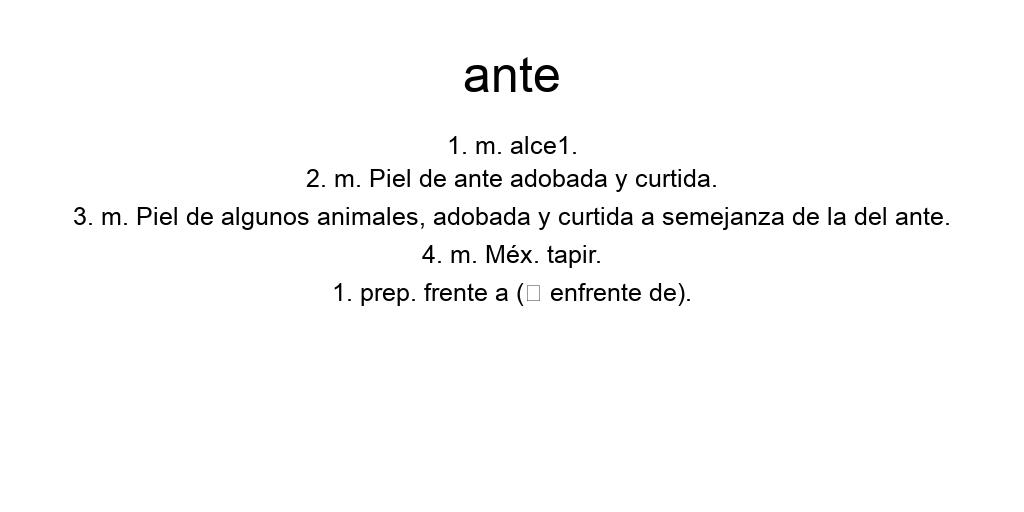 ante
1. m. alce1.
2. m. Piel de ante adobada y curtida.
3. m. Piel de algunos animales, adobada y curtida a semejanza de la del ante.
4. m. Méx. tapir.
1. prep. frente a (□ enfrente de).